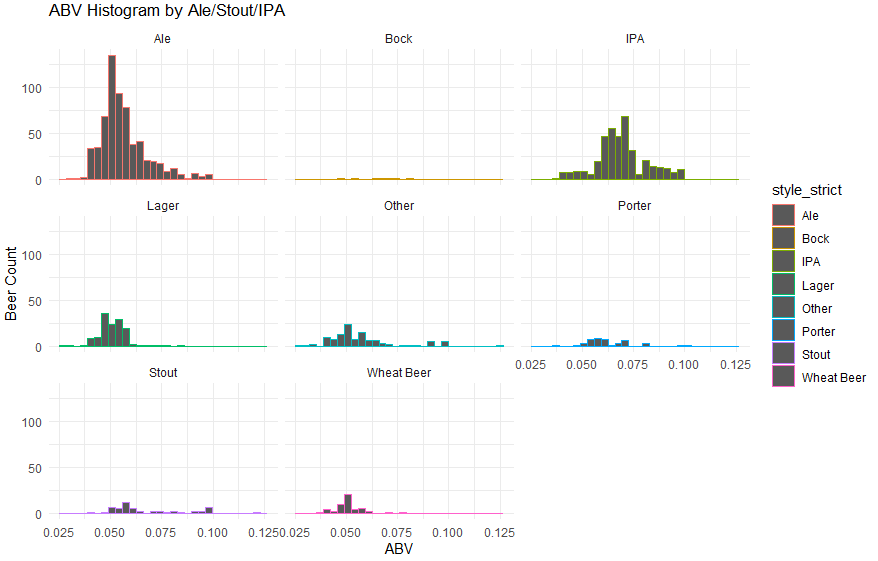 ABV Histogram by Ale/Stout/IPA
Ale
Bock
IPA
100
50
0
Lager
Other
Porter
100
50
0
0.025 0.050 0.075 0.100 0.125
Stout
Wheat Beer
100
50
0
0.025 0.050 0.075 0.100 0.125
0.025 0.050 0.075 0.100 0.125
Beer Count
ABV
style_strict
Ale
Bock
IPA
Lager
Other
Porter
Stout
Wheat Beer